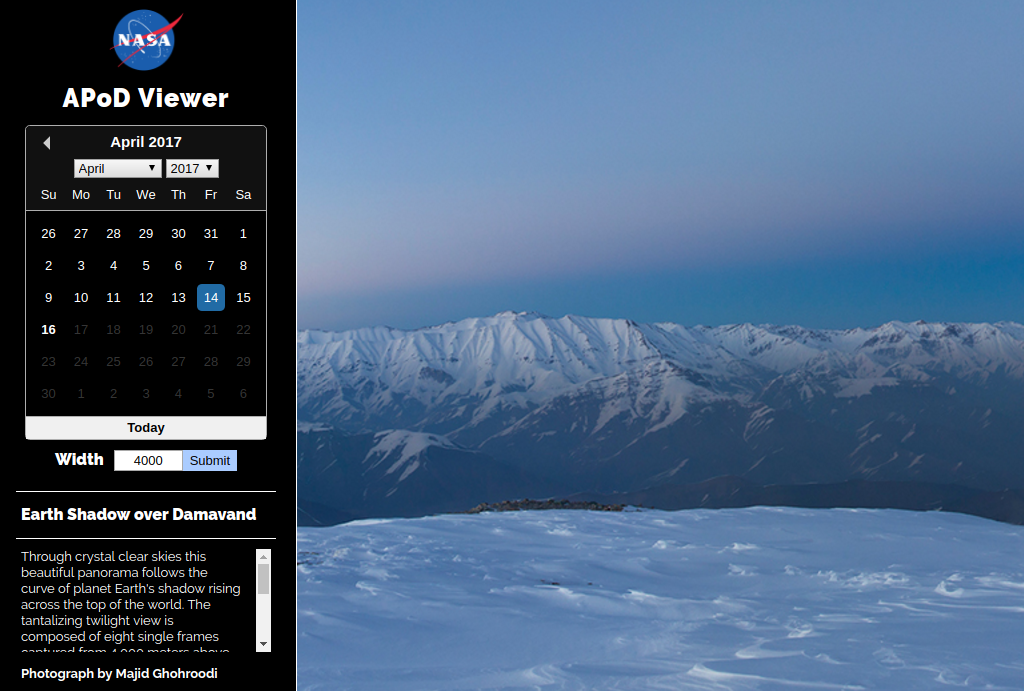 NASA
APoD Viewer
April 2017
April 2017
Su Mo Tu We Th Fr Sa
26 27 28 29 30 31 1
2 3 4 5 6 7 8
9 10 11 12 13 14 15
16 17 18 19 20 21 22
23 24 25 26 27 28 29
30 1 2 3 4 5 6
Today
Width 4000 Submit
Earth Shadow over Damavand
Through crystal clear skies this
beautiful panorama follows the
curve of planet Earth's shadow rising
across the top of the world. The
tantalizing twilight view is
composed of eight single frames
captured from 4,000 meters above
Photograph by Majid Ghohroodi